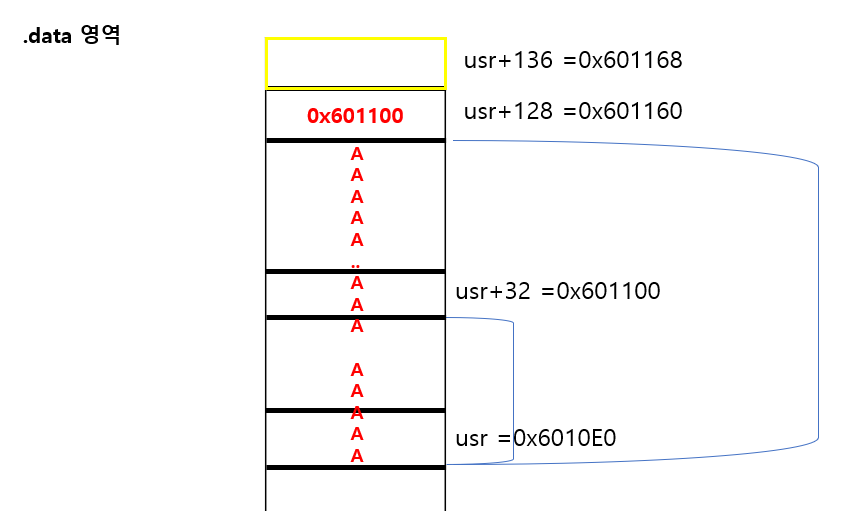 .data 영역
usr+136 =0x601168
0x601100
usr+128 =0x601160
A
A
A
A
A
..
A
usr+32 =0x601100
A
A
A
A
A
A
usr =0x6010E0
A